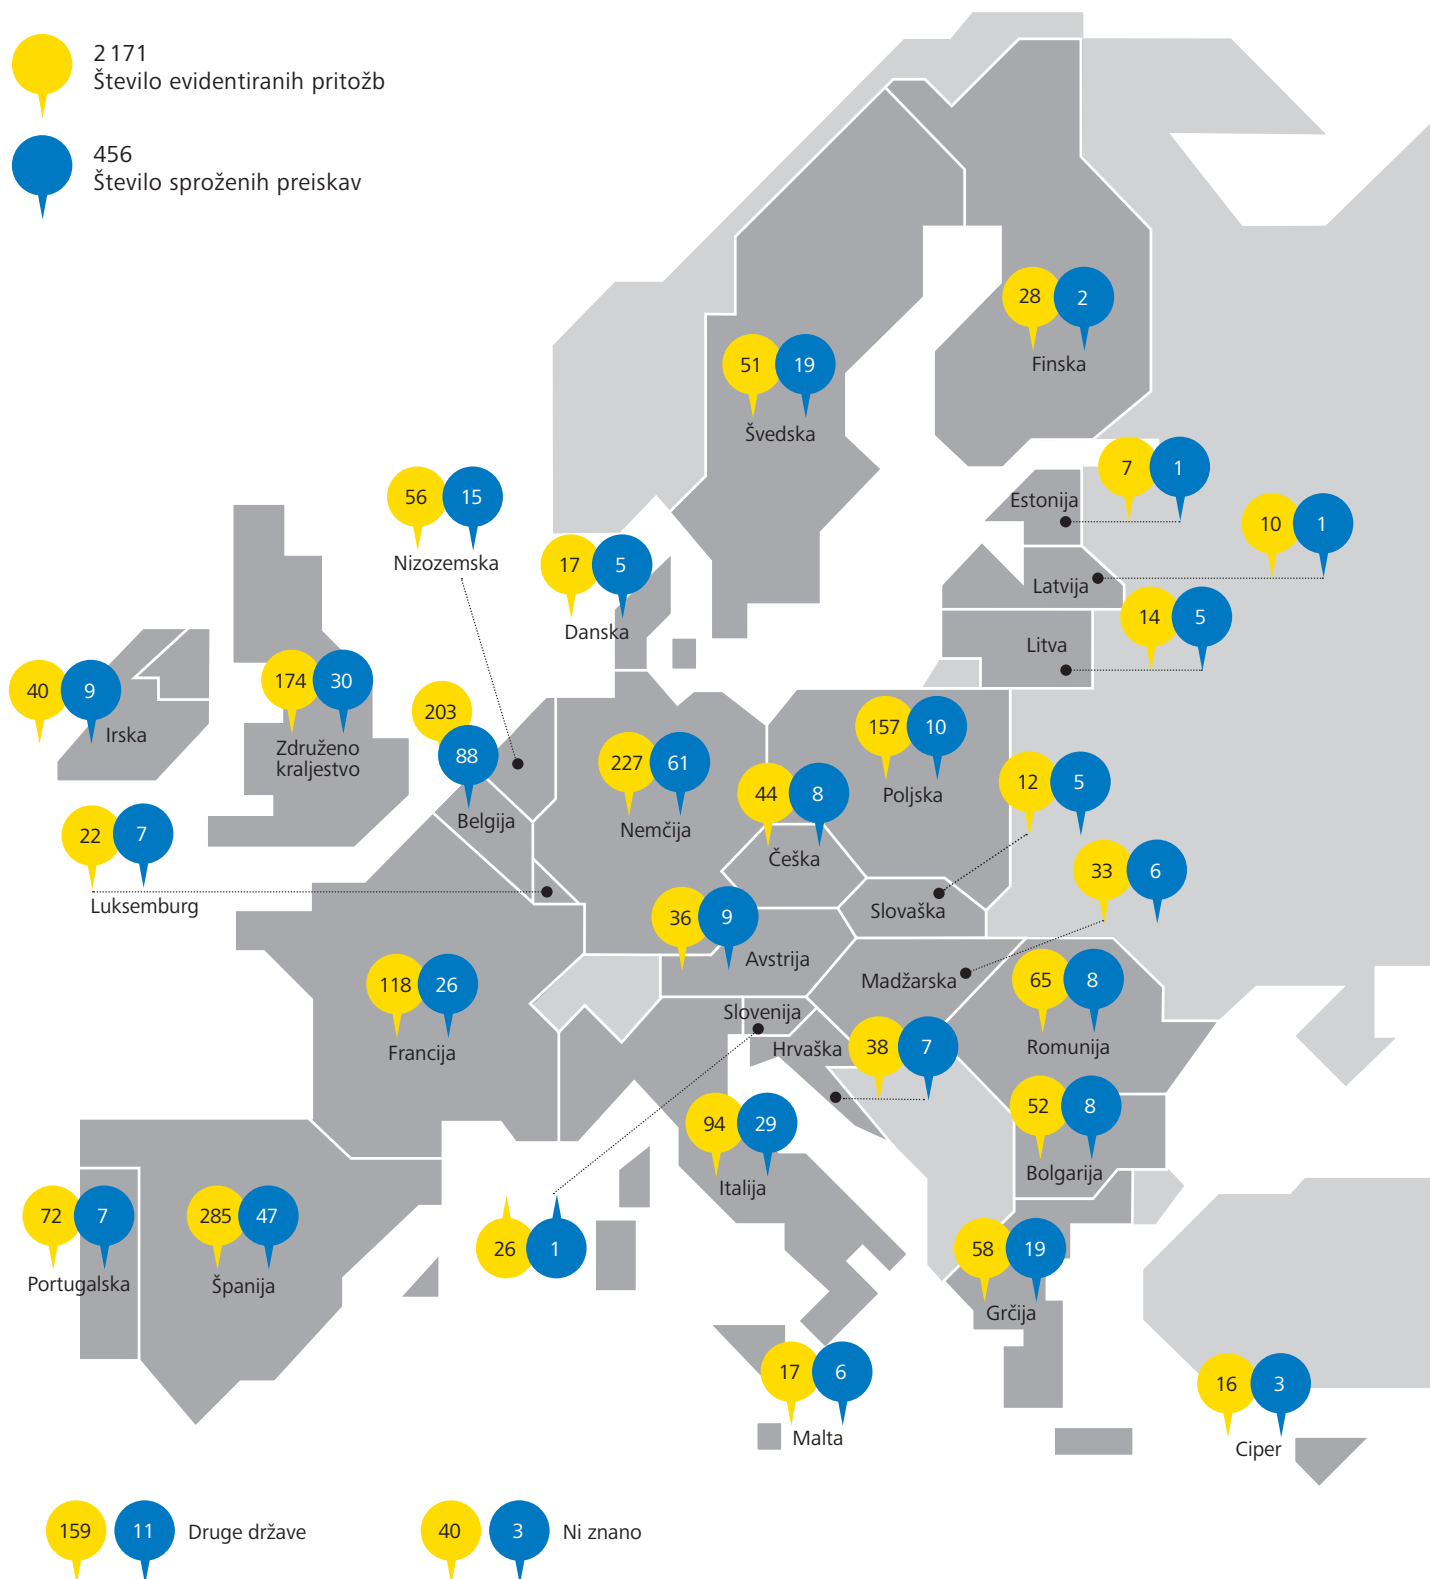 2 171
Število evidentiranih pritožb
456
Število sproženih preiskav
28 2
Finska
51 19
Švedska
7 1
Estonija
56 15
Nizozemska
10 1
Latvija
17 5
Danska
14 5
Litva
40 9
Irska
174 30
Združeno
kraljestvo
203
88
Belgija
227 61
Nemčija
157 10
Poljska
44 8
Češka
12 5
Slovaška
22 7
Luksemburg
33 6
Madžarska
36 9
Avstrija
118 26
Francija
65 8
Romunija
Slovenija
26 1
Hrvaška
38 7
52 8
Bolgarija
94 29
Italija
72 7
Portugalska
285 47
Španija
58 19
Grčija
17 6
Malta
16 3
Ciper
159 11 Druge države
40 3 Ni znano